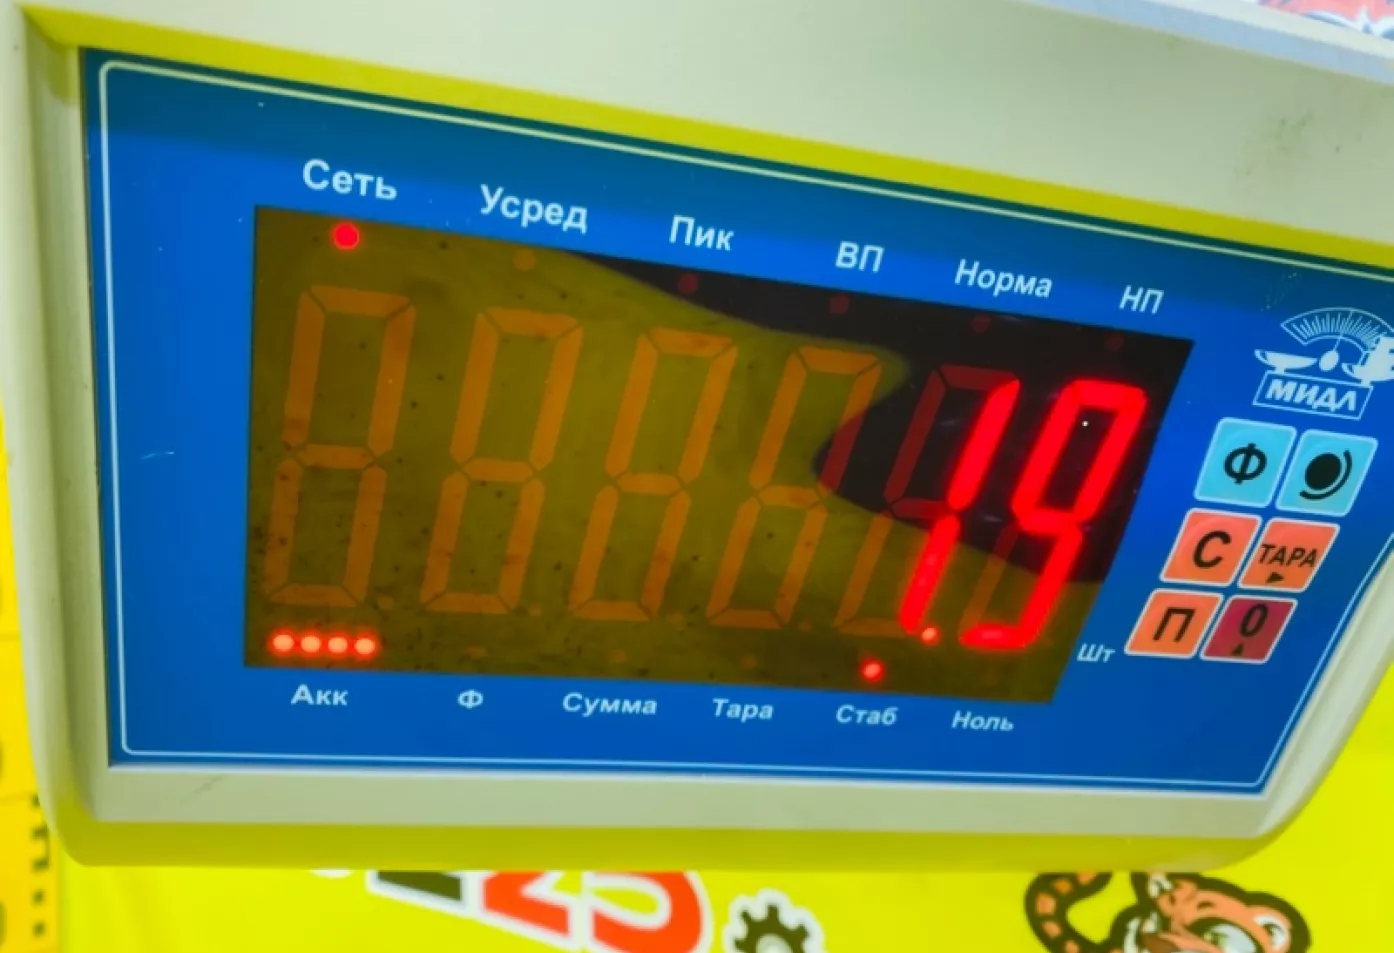 Сеть Усред Пик ВП Норма НП
МИДЛ
1.9
Ф
С ТАРА
П 0
Шт
Акк Ф Сумма Тара Стаб Ноль